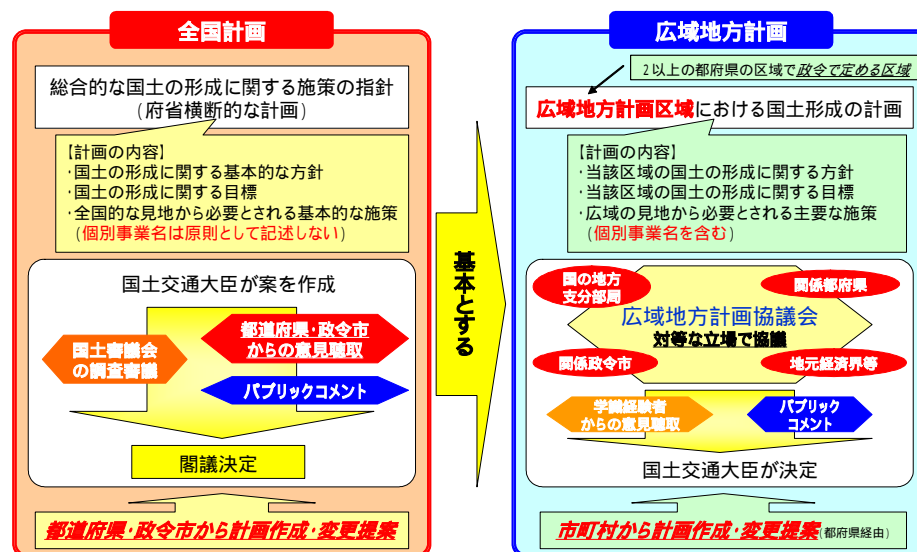 全国計画
総合的な国土の形成に関する施策の指針
(府省横断的な計画)
【計画の内容】
・国土の形成に関する基本的な方針
・国土の形成に関する目標
・全国的な見地から必要とされる基本的な施策
(個別事業名は原則として記述しない)
国土交通大臣が案を作成
国土審議会
の調査審議
都道府県・政令市
からの意見聴取
パブリックコメント
閣議決定
都道府県・政令市から計画作成・変更提案
基本とする
広域地方計画
2以上の都府県の区域で政令で定める区域
広域地方計画区域における国土形成の計画
【計画の内容】
・当該区域の国土の形成に関する方針
・当該区域の国土の形成に関する目標
・広域の見地から必要とされる主要な施策
(個別事業名を含む)
国の地方
支分部局
関係都府県
広域地方計画協議会
対等な立場で協議
関係政令市
地元経済界等
学識経験者
からの意見聴取
パブリック
コメント
国土交通大臣が決定
市町村から計画作成・変更提案(都府県経由)